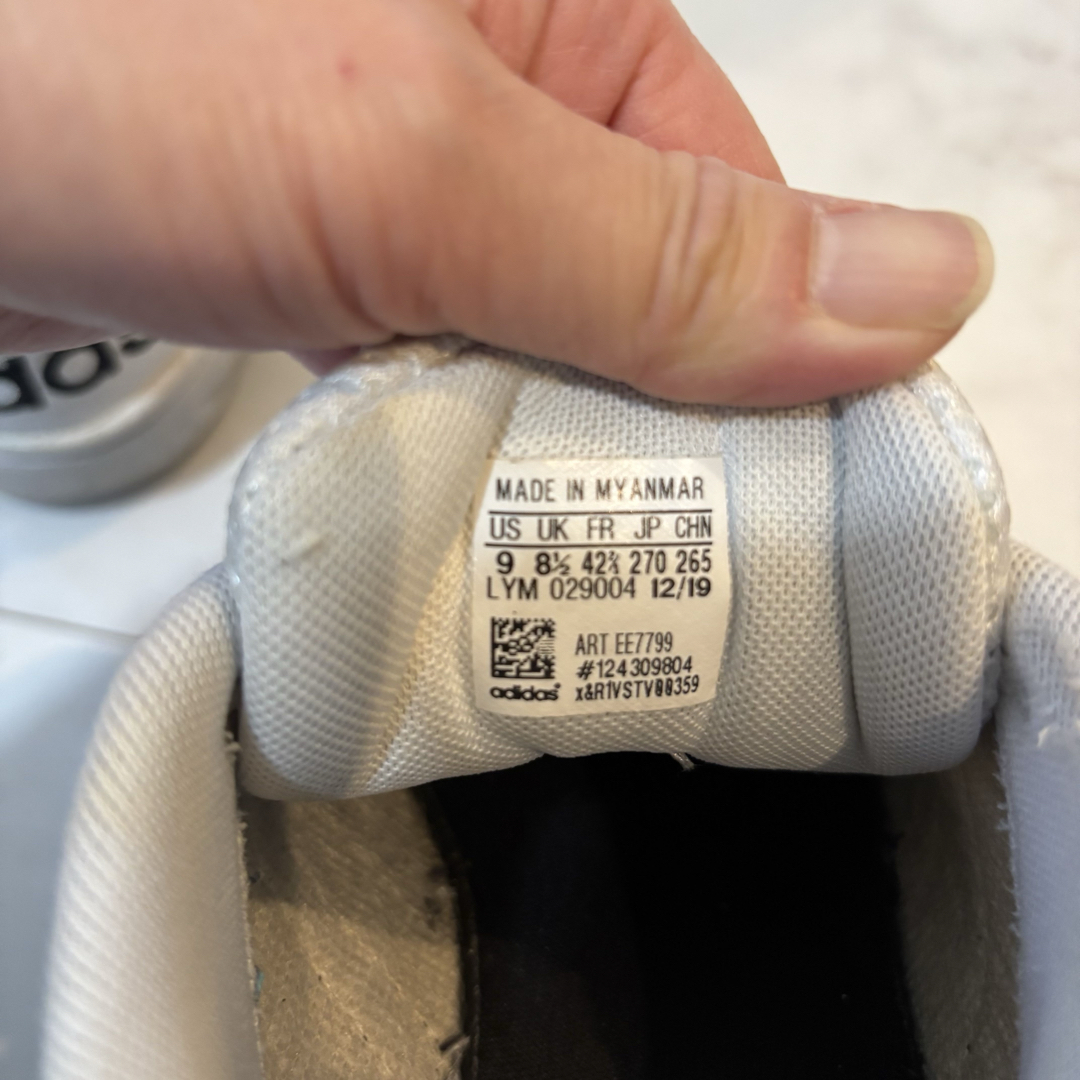 ad
MADE IN MYANMAR
US UK FR JP CHN
9 8½ 42⅔ 270 265
LYM 029004 12/19
ART EE7799
#124309804
adidas